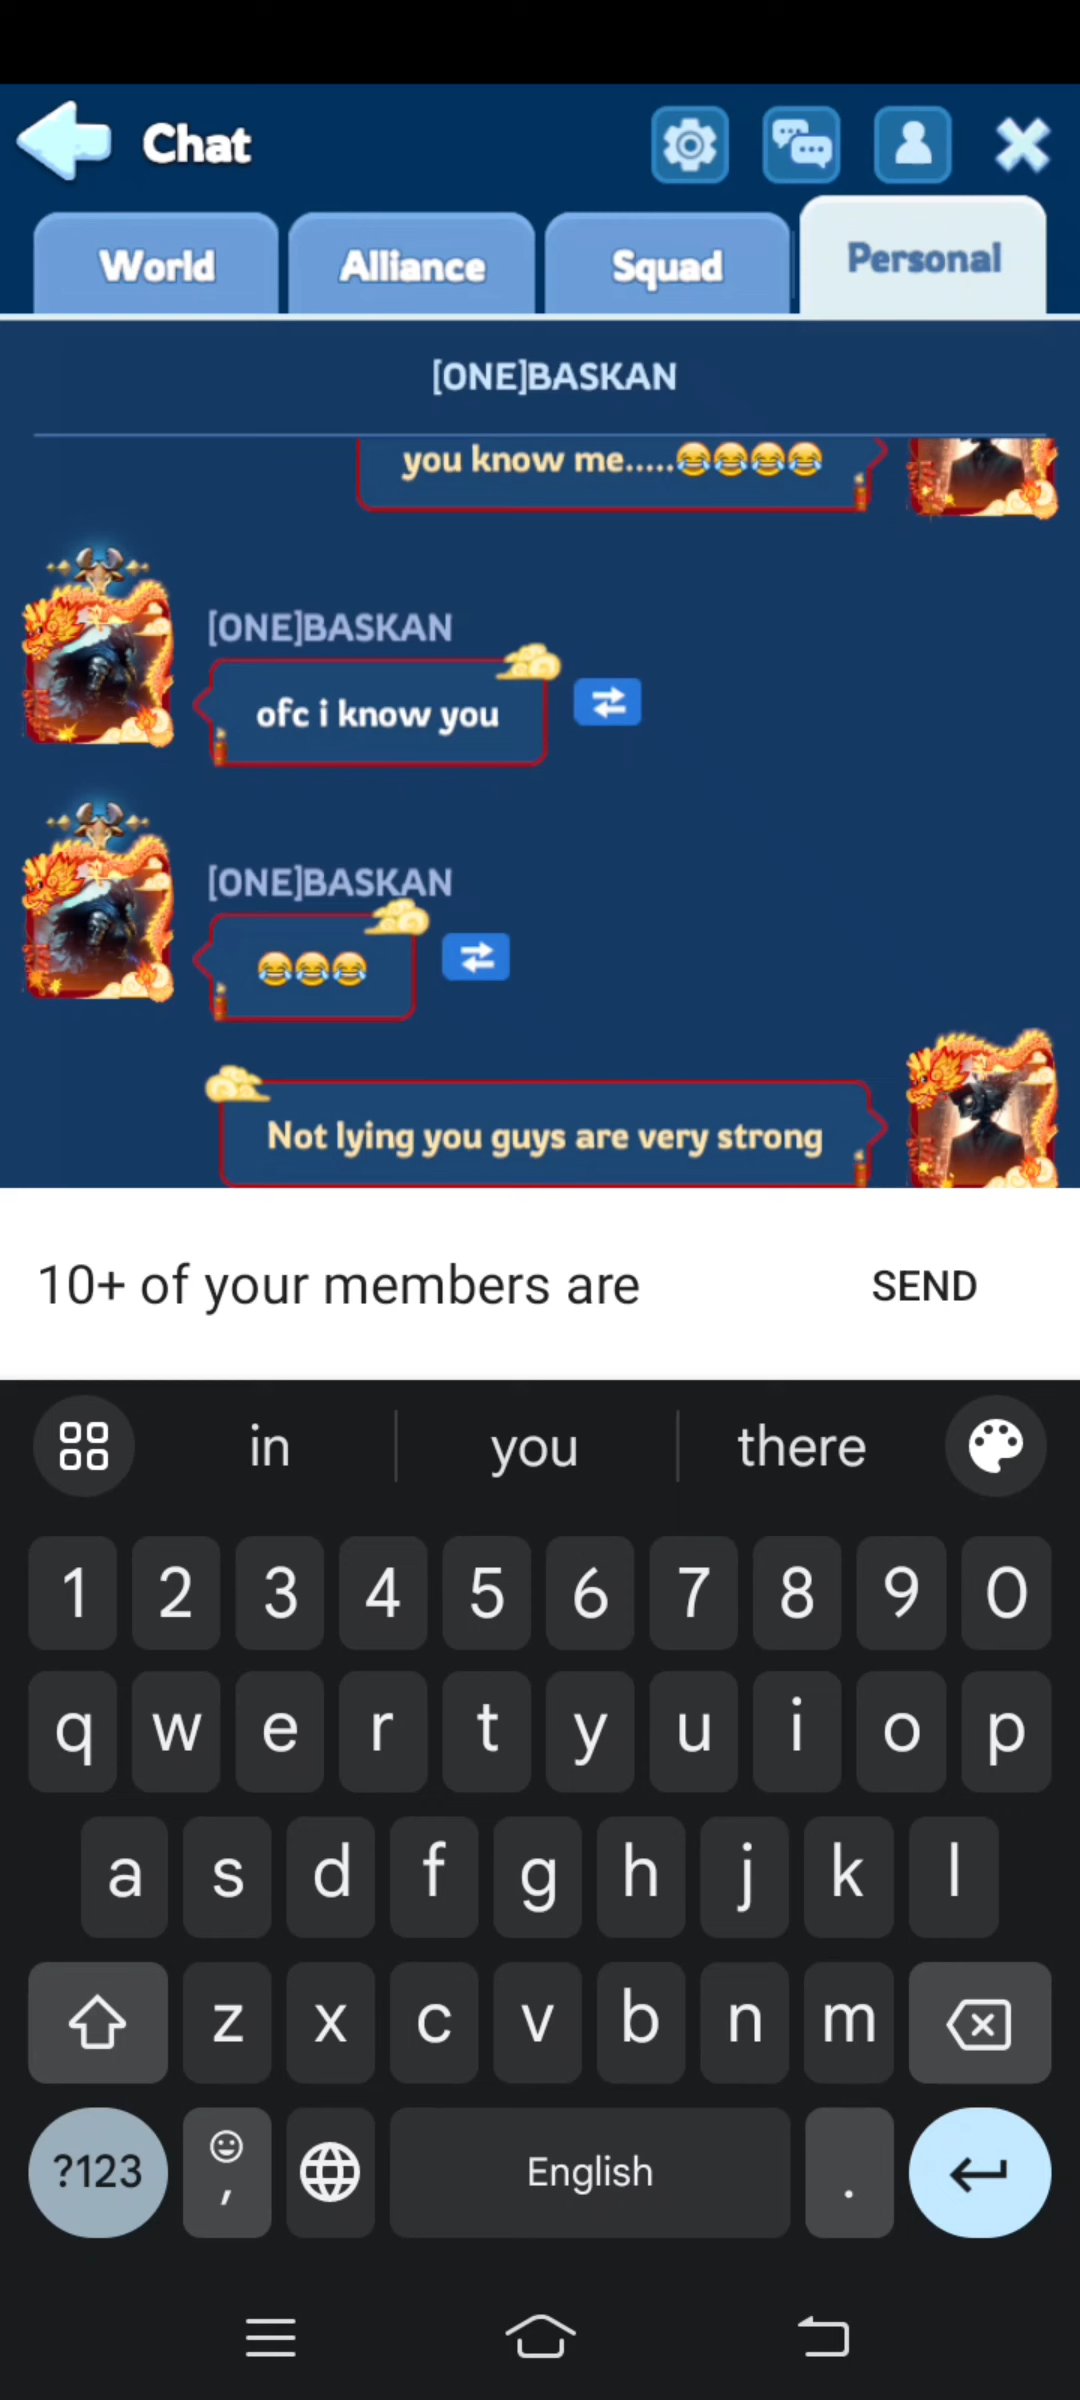 Chat
World
Alliance
Squad
Personal
[ONE]BASKAN
you know me.....😂😂😂😂
[ONE]BASKAN
ofc i know you
[ONE]BASKAN
😂😂😂
Not lying you guys are very strong
10+ of your members are
SEND
in
you
there
1 2 3 4 5 6 7 8 9 0
q w e r t y u i o p
a s d f g h j k l
z x c v b n m
?123
,
English
.